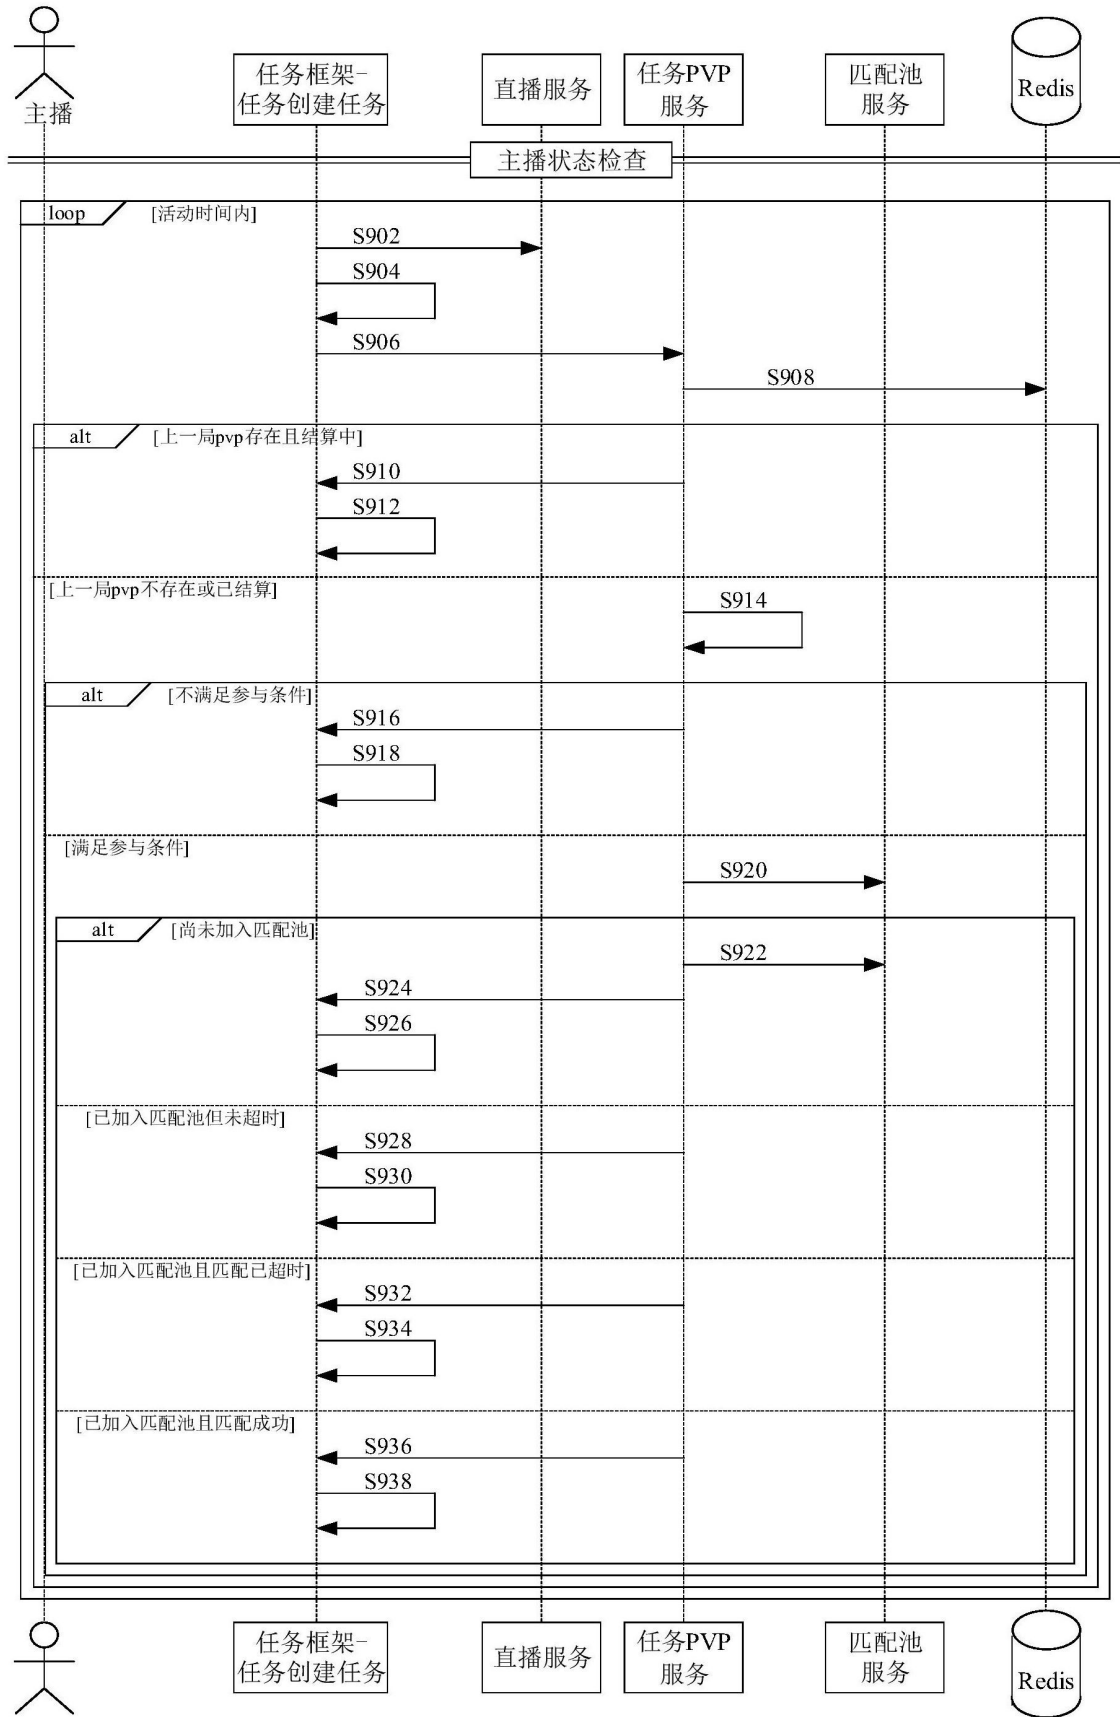 主播
任务框架-
任务创建任务
直播服务
任务PVP
服务
匹配池
服务
Redis
主播状态检查
loop
[活动时间内]
S902
S904
S906
S908
alt
[上一局pvp存在且结算中]
S910
S912
[上一局pvp不存在或已结算]
S914
alt
[不满足参与条件]
S916
S918
[满足参与条件]
S920
alt
[尚未加入匹配池]
S922
S924
S926
[已加入匹配池但未超时]
S928
S930
[已加入匹配池且匹配已超时]
S932
S934
[已加入匹配池且匹配成功]
S936
S938
任务框架-
任务创建任务
直播服务
任务PVP
服务
匹配池
服务
Redis